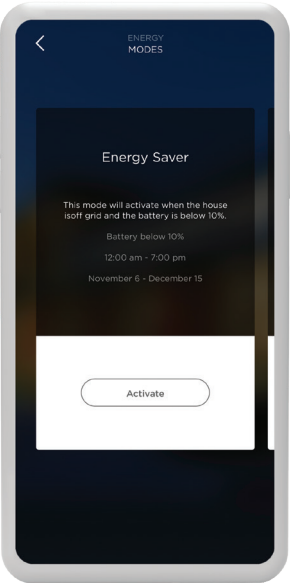 ENERGY
MODES
Energy Saver
This mode will activate when the house
isoff grid and the battery is below 10%.
Battery below 10%
12:00 am - 7:00 pm
November 6 - December 15
Activate